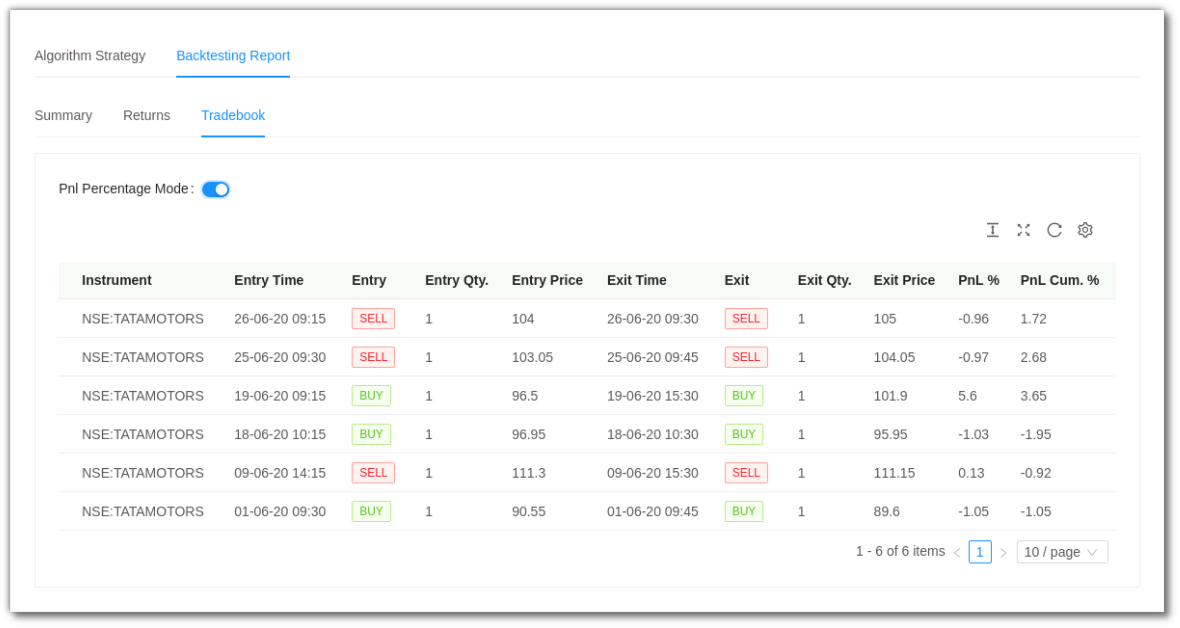 Algorithm Strategy Backtesting Report
Summary Returns Tradebook
Pnl Percentage Mode :
Instrument Entry Time Entry Entry Qty. Entry Price Exit Time Exit Exit Qty. Exit Price PnL % PnL Cum. %
NSE:TATAMOTORS 26-06-20 09:15 SELL 1 104 26-06-20 09:30 SELL 1 105 -0.96 1.72
NSE:TATAMOTORS 25-06-20 09:30 SELL 1 103.05 25-06-20 09:45 SELL 1 104.05 -0.97 2.68
NSE:TATAMOTORS 19-06-20 09:15 BUY 1 96.5 19-06-20 15:30 BUY 1 101.9 5.6 3.65
NSE:TATAMOTORS 18-06-20 10:15 BUY 1 96.95 18-06-20 10:30 BUY 1 95.95 -1.03 -1.95
NSE:TATAMOTORS 09-06-20 14:15 SELL 1 111.3 09-06-20 15:30 SELL 1 111.15 0.13 -0.92
NSE:TATAMOTORS 01-06-20 09:30 BUY 1 90.55 01-06-20 09:45 BUY 1 89.6 -1.05 -1.05
1 - 6 of 6 items < 1 > 10 / page